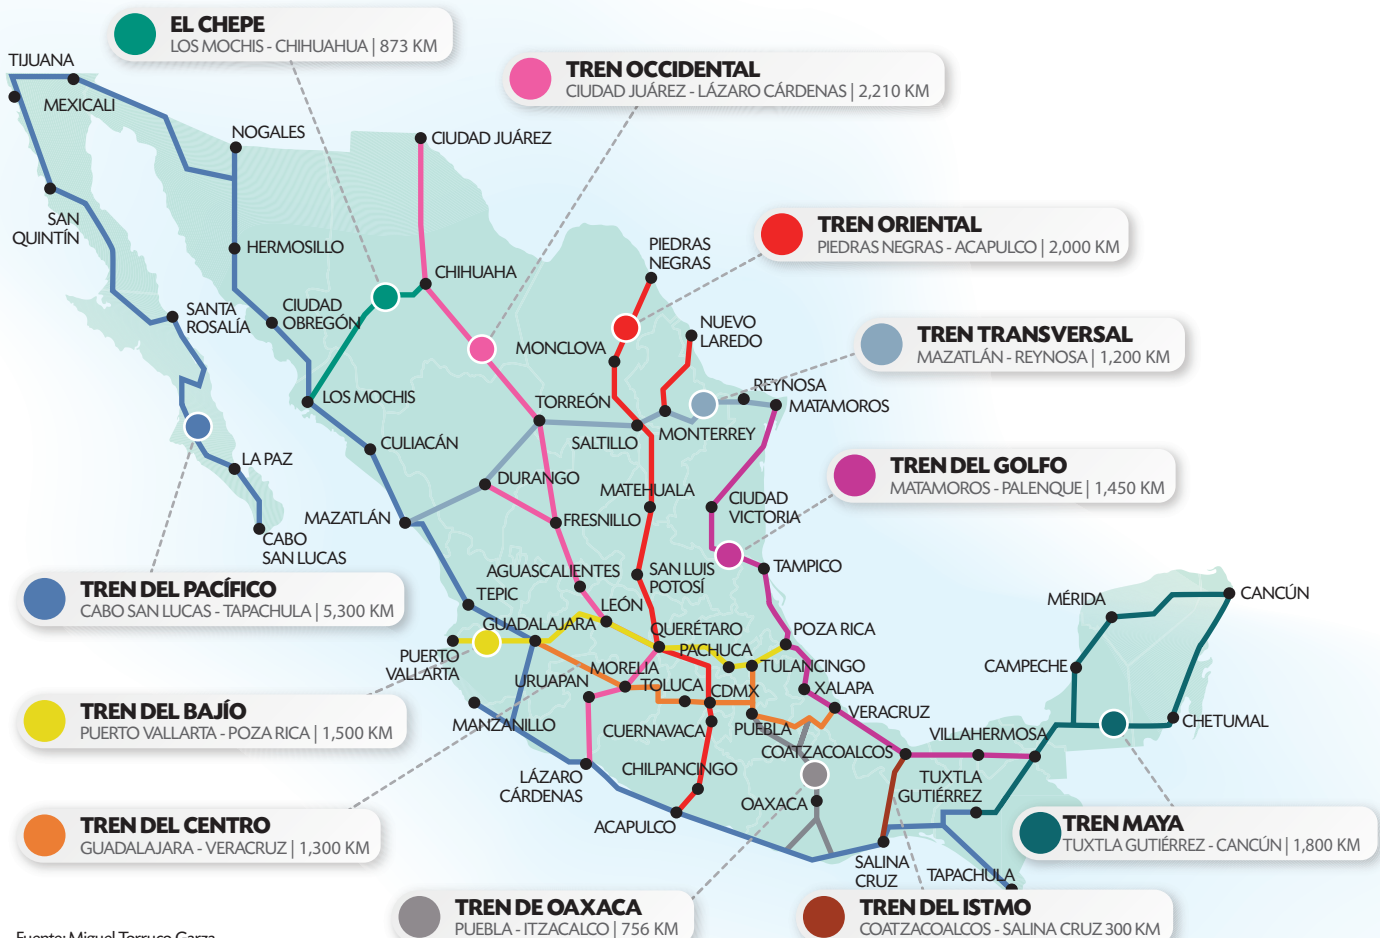 EL CHEPE
LOS MOCHIS - CHIHUAHUA | 873 KM
TREN OCCIDENTAL
CIUDAD JUÁREZ - LÁZARO CÁRDENAS | 2,210 KM
TIJUANA
MEXICALI
NOGALES
CIUDAD JUÁREZ
SAN
QUINTÍN
HERMOSILLO
TREN ORIENTAL
PIEDRAS NEGRAS - ACAPULCO | 2,000 KM
PIEDRAS
NEGRAS
CHIHUAHA
SANTA
ROSALÍA
CIUDAD
OBREGÓN
NUEVO
LAREDO
MONCLOVA
TREN TRANSVERSAL
MAZATLÁN - REYNOSA | 1,200 KM
LOS MOCHIS
TORREÓN
REYNOSA
MATAMOROS
CULIACÁN
SALTILLO
MONTERREY
LA PAZ
DURANGO
MATEHUALA
CIUDAD
VICTORIA
TREN DEL GOLFO
MATAMOROS - PALENQUE | 1,450 KM
MAZATLÁN
FRESNILLO
CABO
SAN LUCAS
TREN DEL PACÍFICO
CABO SAN LUCAS - TAPACHULA | 5,300 KM
AGUASCALIENTES
SAN LUIS
POTOSÍ
TAMPICO
TEPIC
LEÓN
MÉRIDA
CANCÚN
GUADALAJARA
QUERÉTARO
POZA RICA
PACHUCA
PUERTO
VALLARTA
MORELIA
TULANCINGO
CAMPECHE
URUAPAN
TOLUCA
CDMX
XALAPA
TREN DEL BAJÍO
PUERTO VALLARTA - POZA RICA | 1,500 KM
MANZANILLO
CUERNAVACA
PUEBLA
VERACRUZ
CHETUMAL
VILLAHERMOSA
COATZACOALCOS
LÁZARO
CÁRDENAS
CHILPANCINGO
TUXTLA
GUTIÉRREZ
OAXACA
ACAPULCO
TREN DEL CENTRO
GUADALAJARA - VERACRUZ | 1,300 KM
TREN MAYA
TUXTLA GUTIÉRREZ - CANCÚN | 1,800 KM
SALINA
CRUZ
TAPACHULA
TREN DE OAXACA
PUEBLA - ITZACALCO | 756 KM
TREN DEL ISTMO
COATZACOALCOS - SALINA CRUZ 300 KM
Fuente: Miguel Torruco Garza